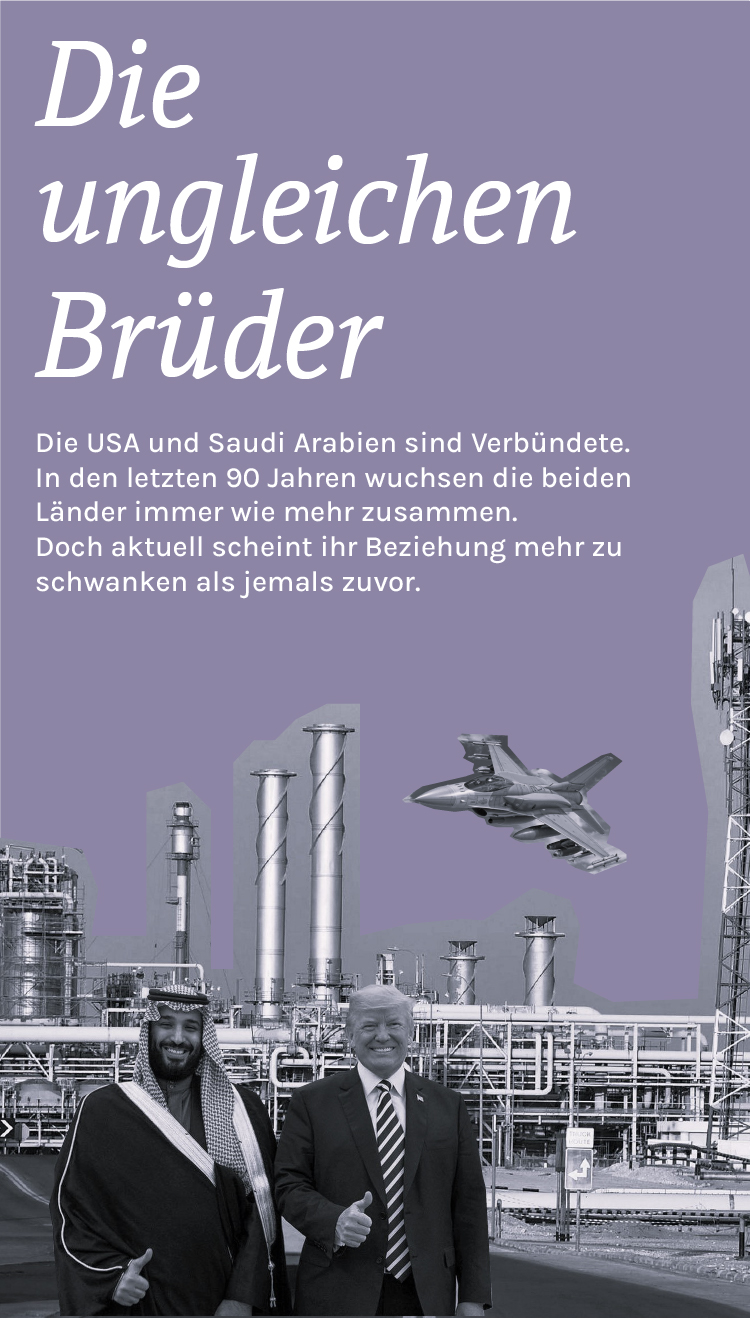 Die
ungleichen
Brüder
Die USA und Saudi Arabien sind Verbündete.
In den letzten 90 Jahren wuchsen die beiden
Länder immer wie mehr zusammen.
Doch aktuell scheint ihr Beziehung mehr zu
schwanken als jemals zuvor.